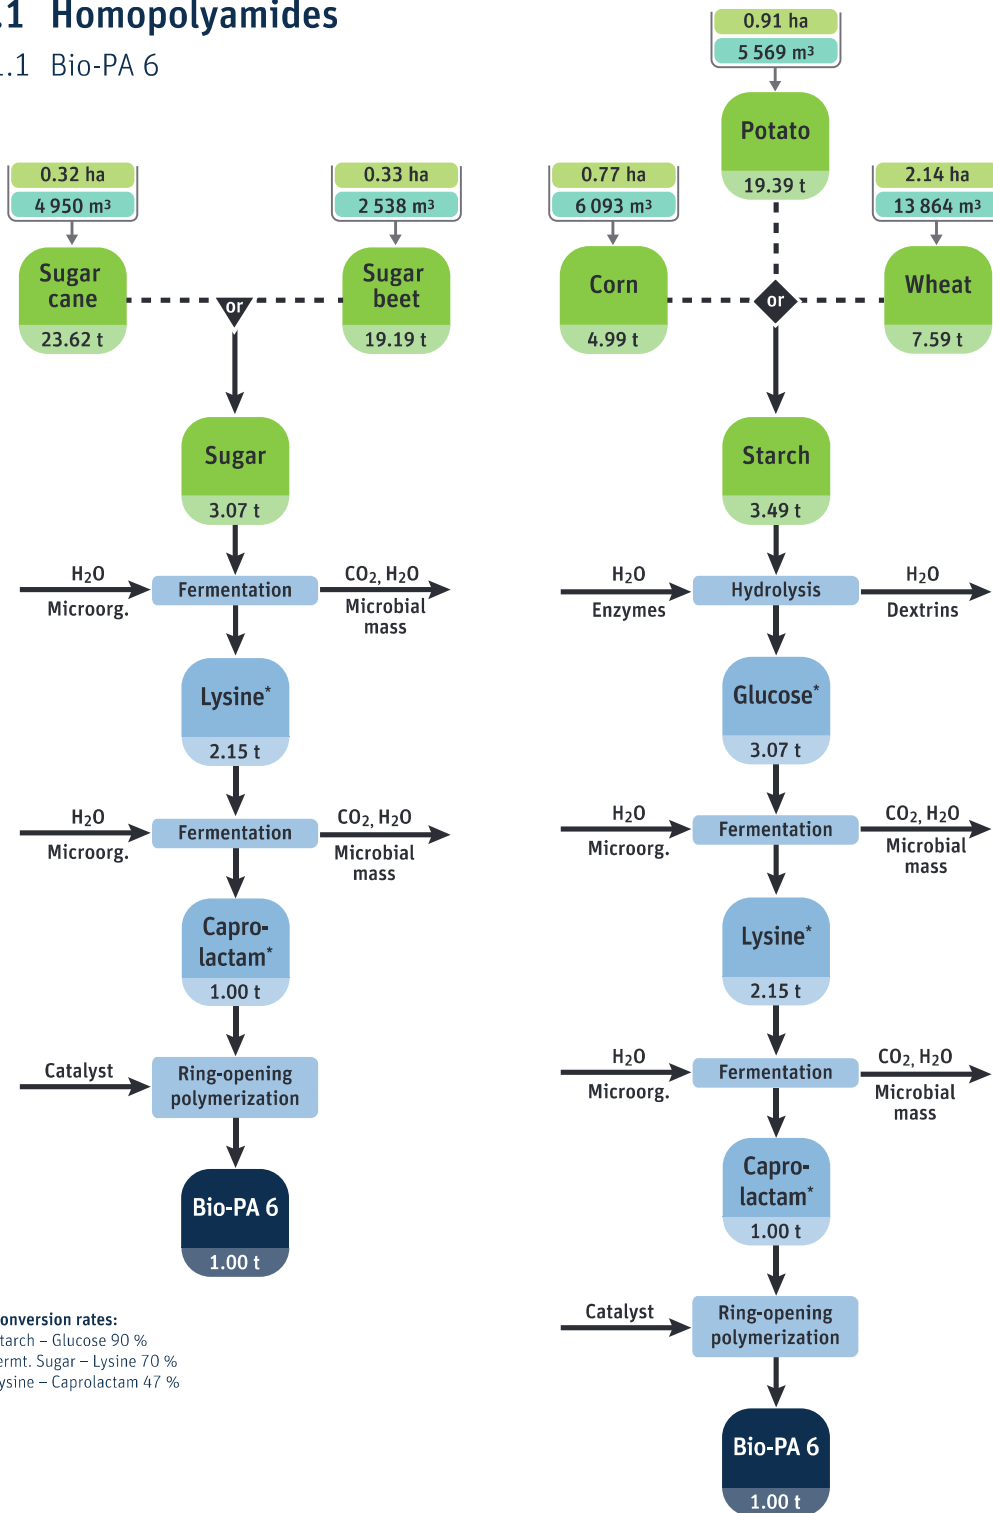 .1 Homopolyamides
.1 Bio-PA 6
0.32 ha
4 950 m³
Sugar
cane
23.62 t
or
0.33 ha
2 538 m³
Sugar
beet
19.19 t
Sugar
3.07 t
H₂O
Microorg.
Fermentation
CO₂, H₂O
Microbial
mass
Lysine*
2.15 t
H₂O
Microorg.
Fermentation
CO₂, H₂O
Microbial
mass
Capro-
lactam*
1.00 t
Catalyst
Ring-opening
polymerization
Bio-PA 6
1.00 t
onversion rates:
tarch – Glucose 90 %
ermt. Sugar – Lysine 70 %
ysine – Caprolactam 47 %
0.91 ha
5 569 m³
Potato
19.39 t
0.77 ha
6 093 m³
Corn
4.99 t
or
2.14 ha
13 864 m³
Wheat
7.59 t
Starch
3.49 t
H₂O
Enzymes
Hydrolysis
H₂O
Dextrins
Glucose*
3.07 t
H₂O
Microorg.
Fermentation
CO₂, H₂O
Microbial
mass
Lysine*
2.15 t
H₂O
Microorg.
Fermentation
CO₂, H₂O
Microbial
mass
Capro-
lactam*
1.00 t
Catalyst
Ring-opening
polymerization
Bio-PA 6
1.00 t